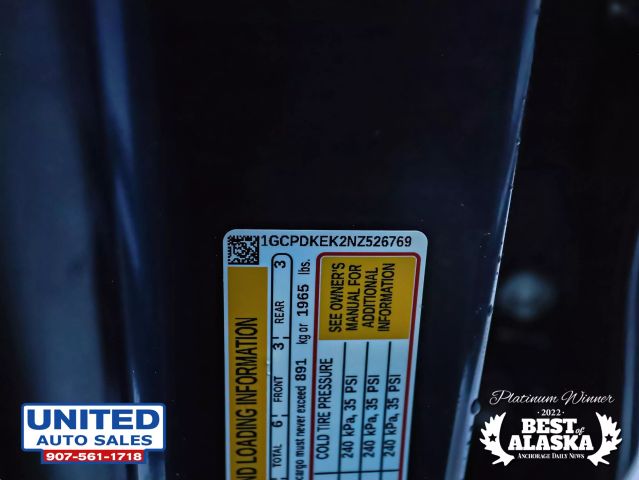 1GCPDKEK2NZ526769
ND LOADING INFORMATION
TOTAL 6 FRONT 3 REAR 3
cargo must never exceed 891 kg or 1965 lbs.
SEE OWNER'S
MANUAL FOR
ADDITIONAL
INFORMATION
COLD TIRE PRESSURE
240 kPa, 35 PSI
240 kPa, 35 PSI
240 kPa, 35 PSI
UNITED
AUTO SALES
907-561-1718
Platinum Winner
·2022·
BEST of
ALASKA
ANCHORAGE DAILY NEWS